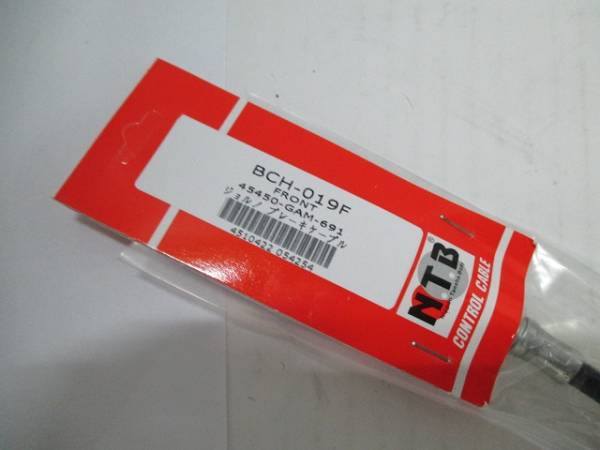 BCH-019F
FRONT
45450-GAM-691
ジョルノ ブレーキケーブル
4510422 054254
NTB
®
CONTROL CABLE